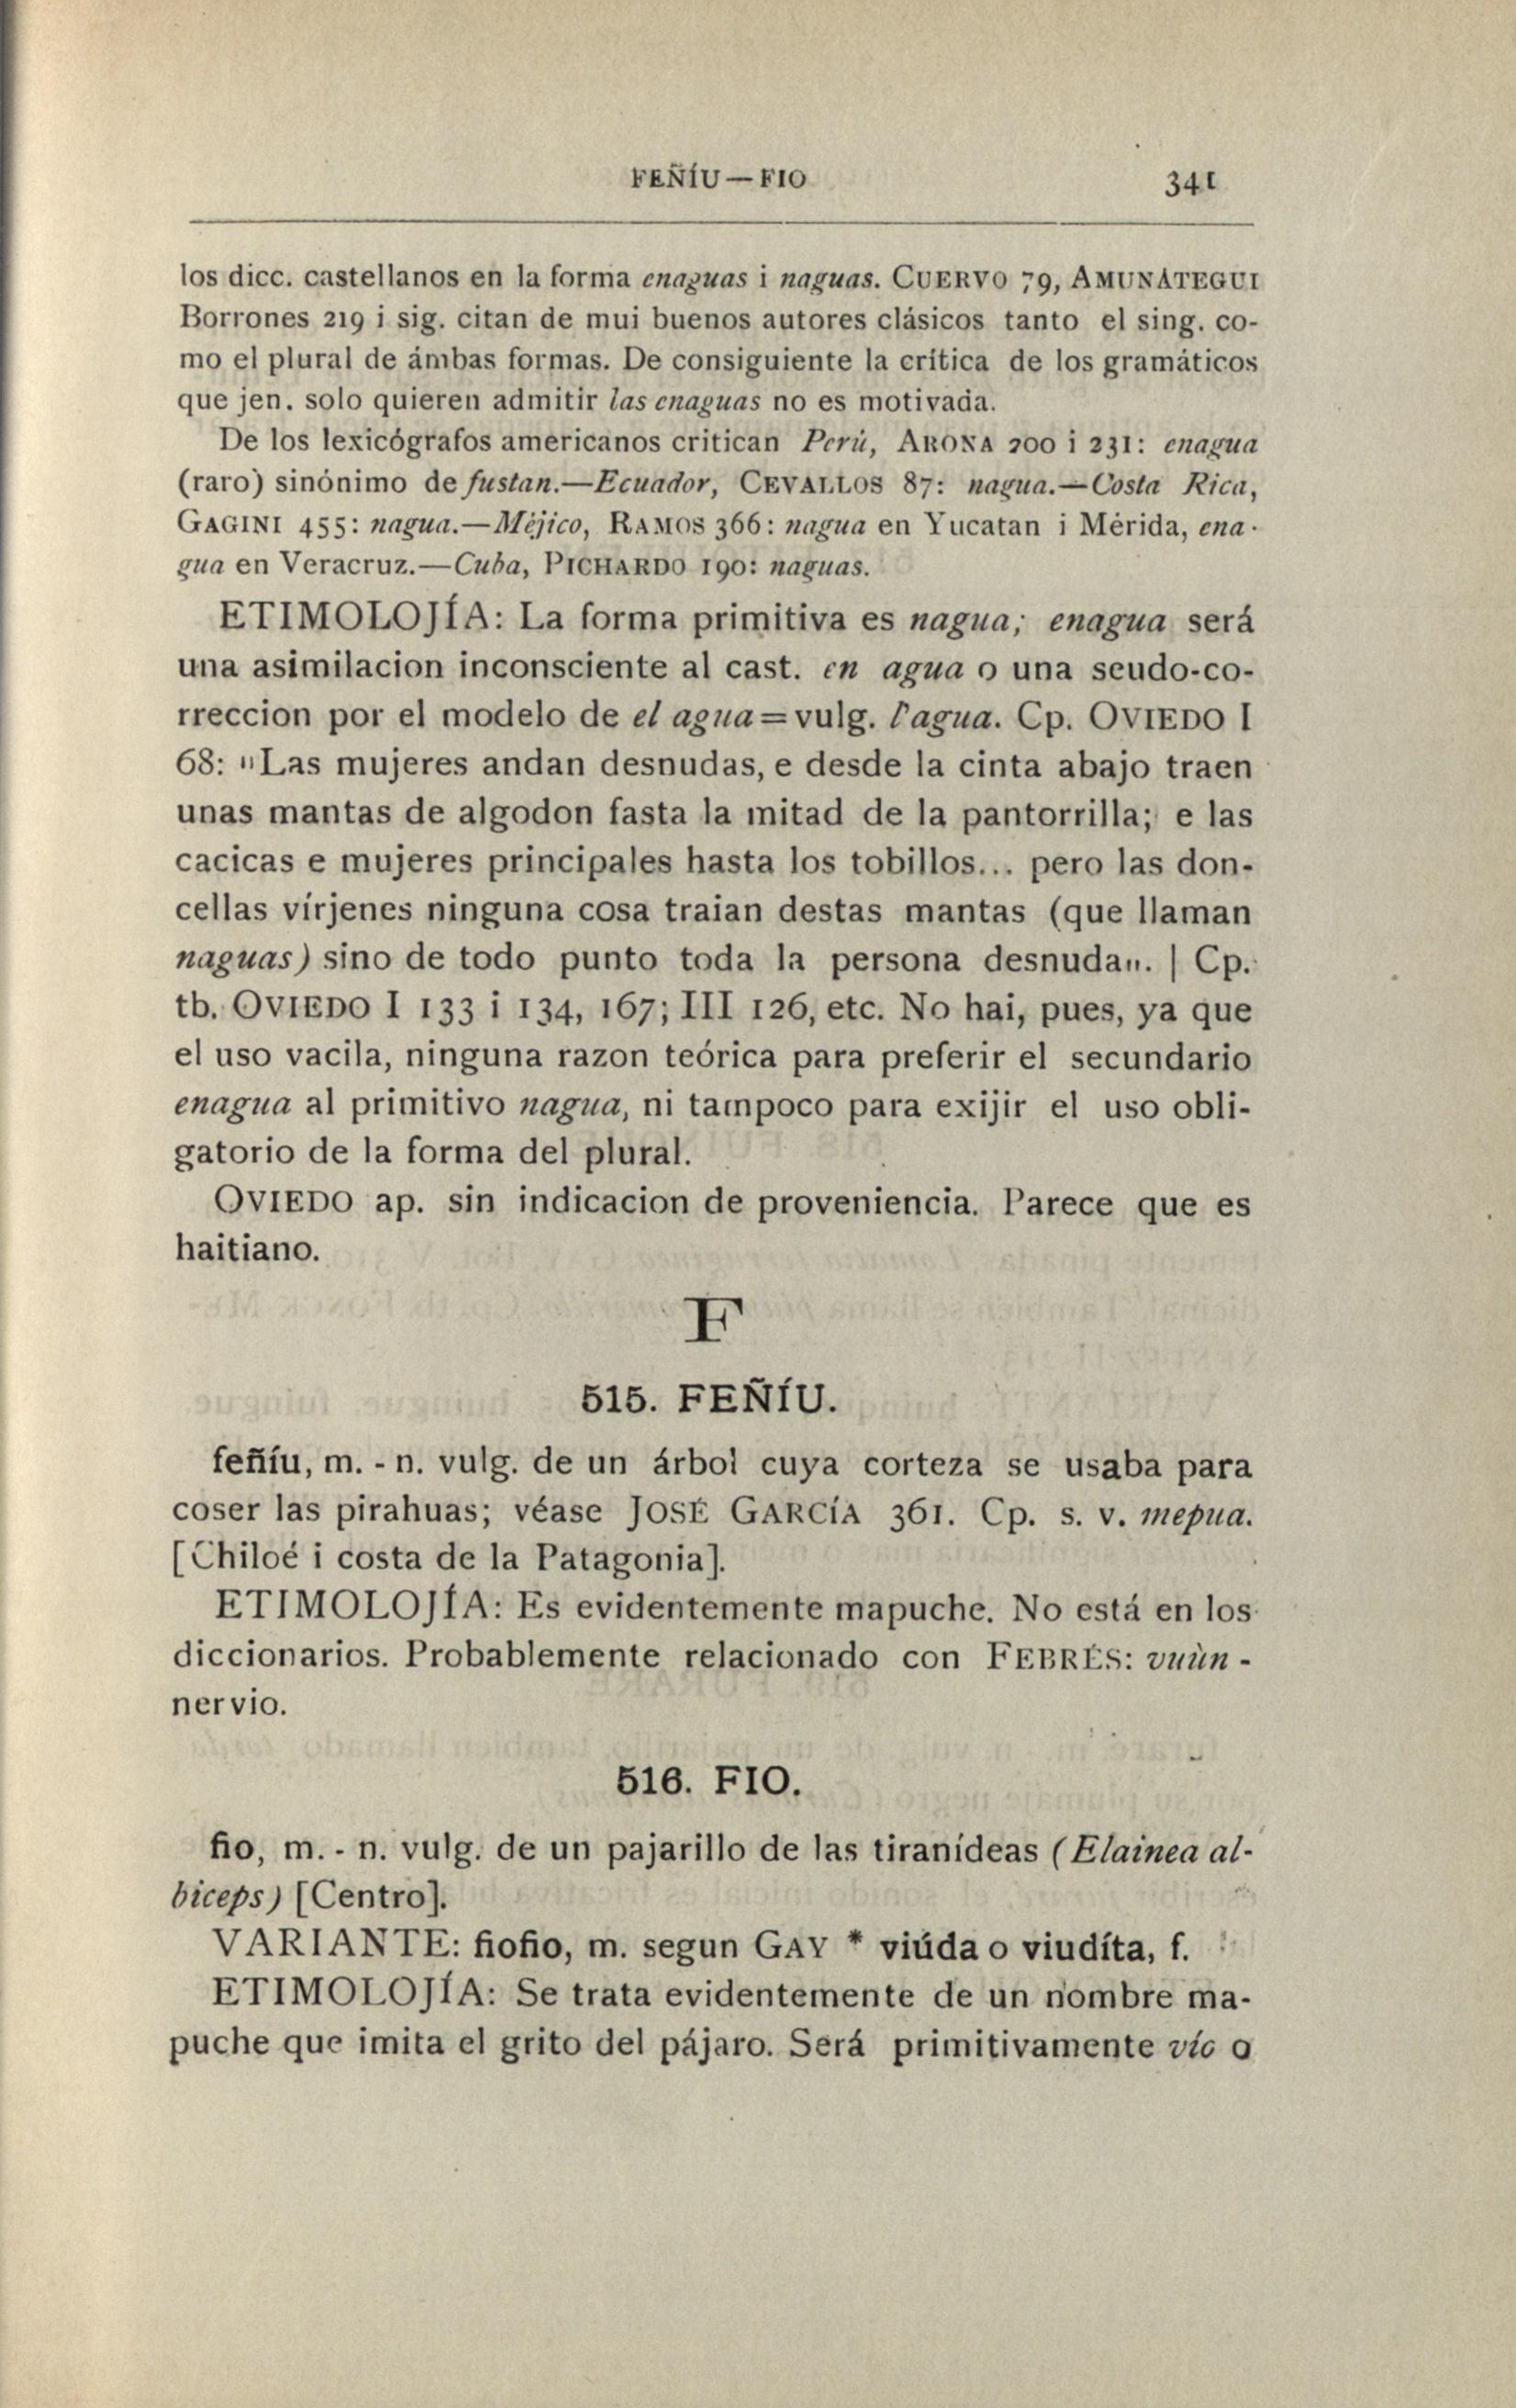 FEÑÍU — FIO 341
los dicc. castellanos en la forma enaguas i naguas. CUERVO 79, AMUNÁTEGUI
Borrones 219 i sig. citan de mui buenos autores clásicos tanto el sing. co-
mo el plural de ámbas formas. De consiguiente la crítica de los gramáticos
que jen. solo quieren admitir las enaguas no es motivada.
De los lexicógrafos americanos critican Perú, ARONA 200 i 231: enagua
(raro) sinónimo de fustan.—Ecuador, CEVALLOS 87: nagua.—Costa Rica,
GAGINI 455: nagua.—Méjico, RAMOS 366: nagua en Yucatan i Mérida, ena-
gua en Veracruz.—Cuba, PICHARDO 190: naguas.
ETIMOLOJÍA: La forma primitiva es nagua; enagua será
una asimilacion inconsciente al cast. en agua o una seudo-co-
rreccion por el modelo de el agua = vulg. l'agua. Cp. OVIEDO I
68: "Las mujeres andan desnudas, e desde la cinta abajo traen
unas mantas de algodon fasta la mitad de la pantorrilla; e las
cacicas e mujeres principales hasta los tobillos... pero las don-
cellas vírjenes ninguna cosa traian destas mantas (que llaman
naguas) sino de todo punto toda la persona desnuda". | Cp.
tb. OVIEDO I 133 i 134, 167; III 126, etc. No hai, pues, ya que
el uso vacila, ninguna razon teórica para preferir el secundario
enagua al primitivo nagua, ni tampoco para exijir el uso obli-
gatorio de la forma del plural.
OVIEDO ap. sin indicacion de proveniencia. Parece que es
haitiano.
F
515. FEÑÍU.
feñíu, m. - n. vulg. de un árbol cuya corteza se usaba para
coser las pirahuas; véase JOSÉ GARCÍA 361. Cp. s. v. mepua.
[Chiloé i costa de la Patagonia].
ETIMOLOJÍA: Es evidentemente mapuche. No está en los
diccionarios. Probablemente relacionado con FEBRÉS: vuùn -
nervio.
516. FIO.
fio, m. - n. vulg. de un pajarillo de las tiranídeas (Elainea al-
biceps) [Centro].
VARIANTE: fiofio, m. segun GAY * viúda o viudíta, f.
ETIMOLOJÍA: Se trata evidentemente de un nombre ma-
puche que imita el grito del pájaro. Será primitivamente vío o